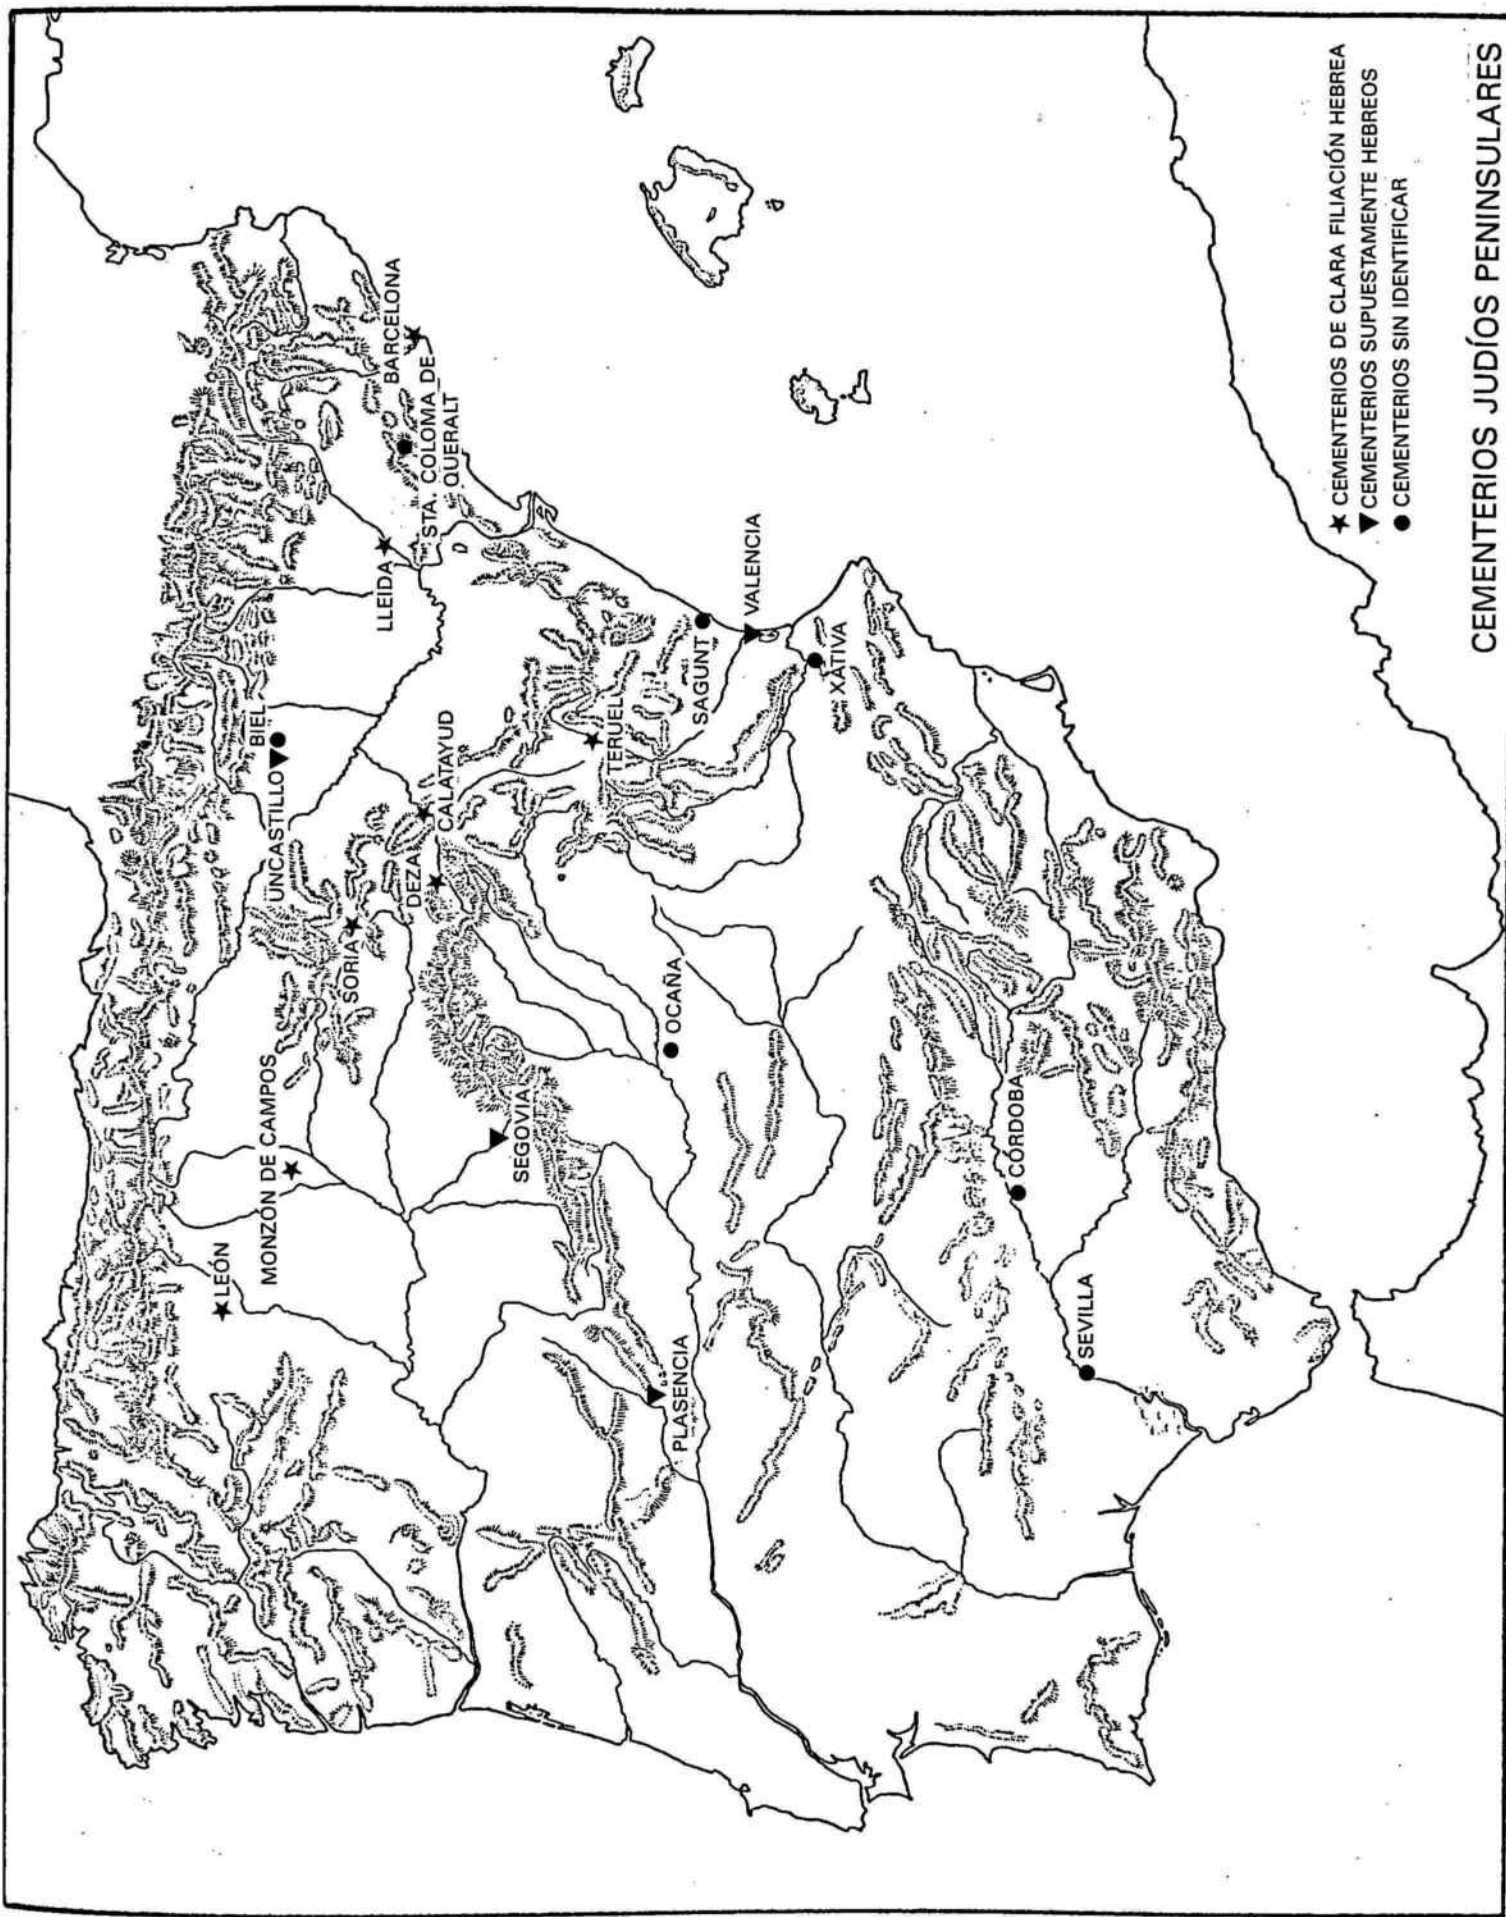 LEÓN
MONZÓN DE CAMPOS
UNCASTILLO
BIEL
SORIA
DEZA
CALATAYUD
LLEIDA
BARCELONA
STA. COLOMA DE
QUERALT
SEGOVIA
TERUEL
PLASENCIA
OCAÑA
SAGUNT
VALENCIA
XÀTIVA
CÓRDOBA
SEVILLA
CEMENTERIOS DE CLARA FILIACIÓN HEBREA
CEMENTERIOS SUPUESTAMENTE HEBREOS
CEMENTERIOS SIN IDENTIFICAR
CEMENTERIOS JUDÍOS PENINSULARES